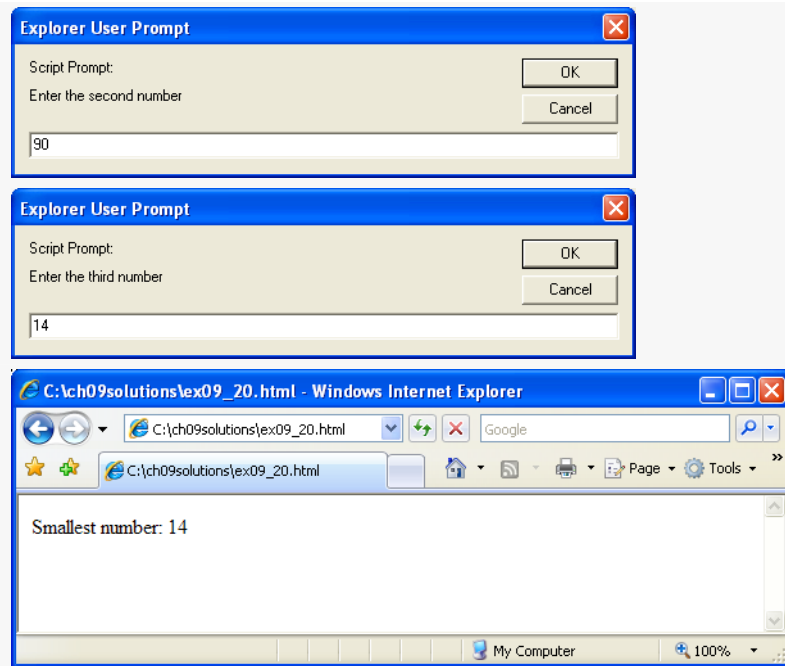 Explorer User Prompt
Script Prompt:
OK
Enter the second number
Cancel
90
Explorer User Prompt
Script Prompt:
OK
Enter the third number
Cancel
14
C:\ch09solutions\ex09_20.html - Windows Internet Explorer
C:\ch09solutions\ex09_20.html
Google
C:\ch09solutions\ex09_20.html
Page
Tools
Smallest number: 14
My Computer
100%